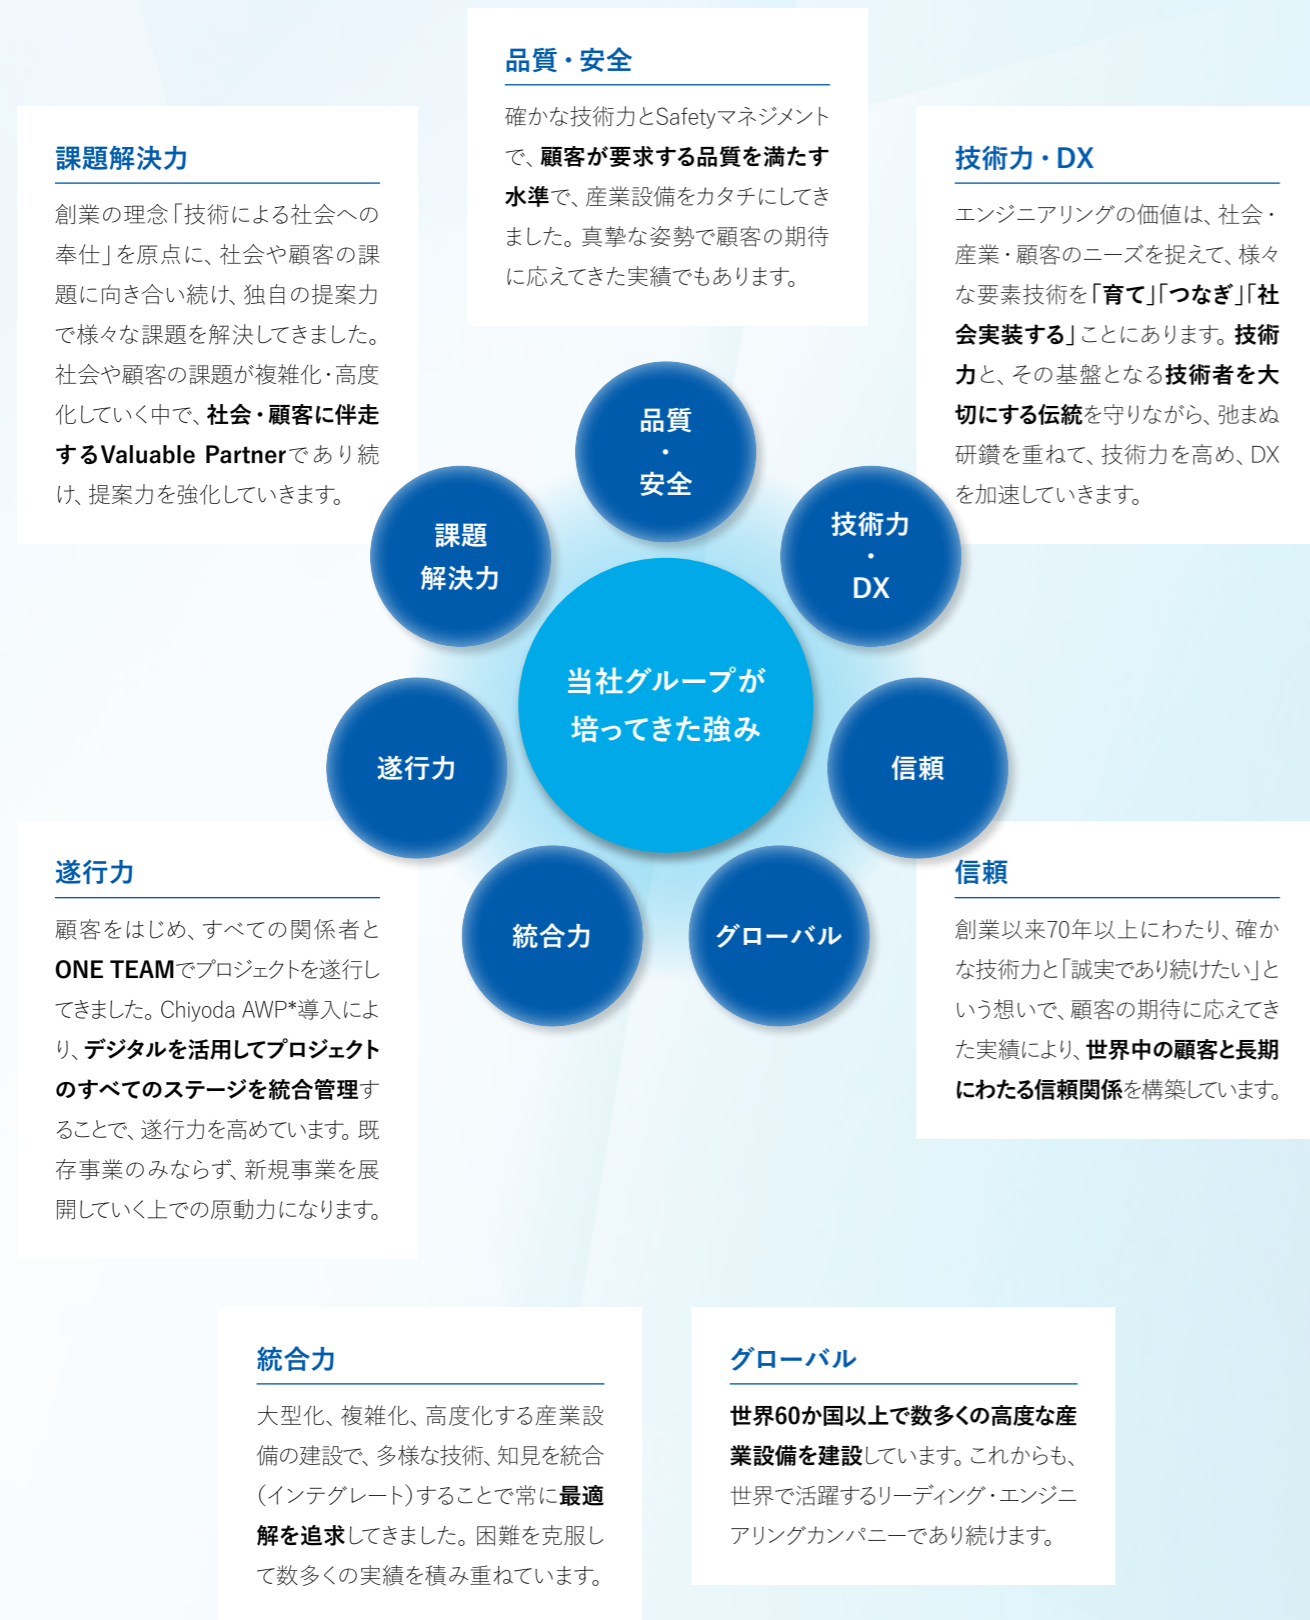 品質・安全
確かな技術力とSafetyマネジメント
で、顧客が要求する品質を満たす
水準で、産業設備をカタチにしてき
ました。真摯な姿勢で顧客の期待
に応えてきた実績でもあります。
課題解決力
創業の理念「技術による社会への
奉仕」を原点に、社会や顧客の課
題に向き合い続け、独自の提案力
で様々な課題を解決してきました。
社会や顧客の課題が複雑化・高度
化していく中で、社会・顧客に伴走
するValuable Partnerであり続
け、提案力を強化していきます。
技術力・DX
エンジニアリングの価値は、社会・
産業・顧客のニーズを捉えて、様々
な要素技術を「育て」「つなぎ」「社
会実装する」ことにあります。技術
力と、その基盤となる技術者を大
切にする伝統を守りながら、弛まぬ
研鑽を重ねて、技術力を高め、DX
を加速していきます。
品質
・
安全
課題
解決力
技術力
・
DX
当社グループが
培ってきた強み
遂行力
信頼
統合力
グローバル
遂行力
顧客をはじめ、すべての関係者と
ONE TEAMでプロジェクトを遂行し
てきました。Chiyoda AWP*導入によ
り、デジタルを活用してプロジェクト
のすべてのステージを統合管理す
ることで、遂行力を高めています。既
存事業のみならず、新規事業を展
開していく上での原動力になります。
信頼
創業以来70年以上にわたり、確か
な技術力と「誠実であり続けたい」と
いう想いで、顧客の期待に応えてき
た実績により、世界中の顧客と長期
にわたる信頼関係を構築しています。
統合力
大型化、複雑化、高度化する産業設
備の建設で、多様な技術、知見を統合
（インテグレート）することで常に最適
解を追求してきました。困難を克服し
て数多くの実績を積み重ねています。
グローバル
世界60か国以上で数多くの高度な産
業設備を建設しています。これからも、
世界で活躍するリーディング・エンジニ
アリングカンパニーであり続けます。